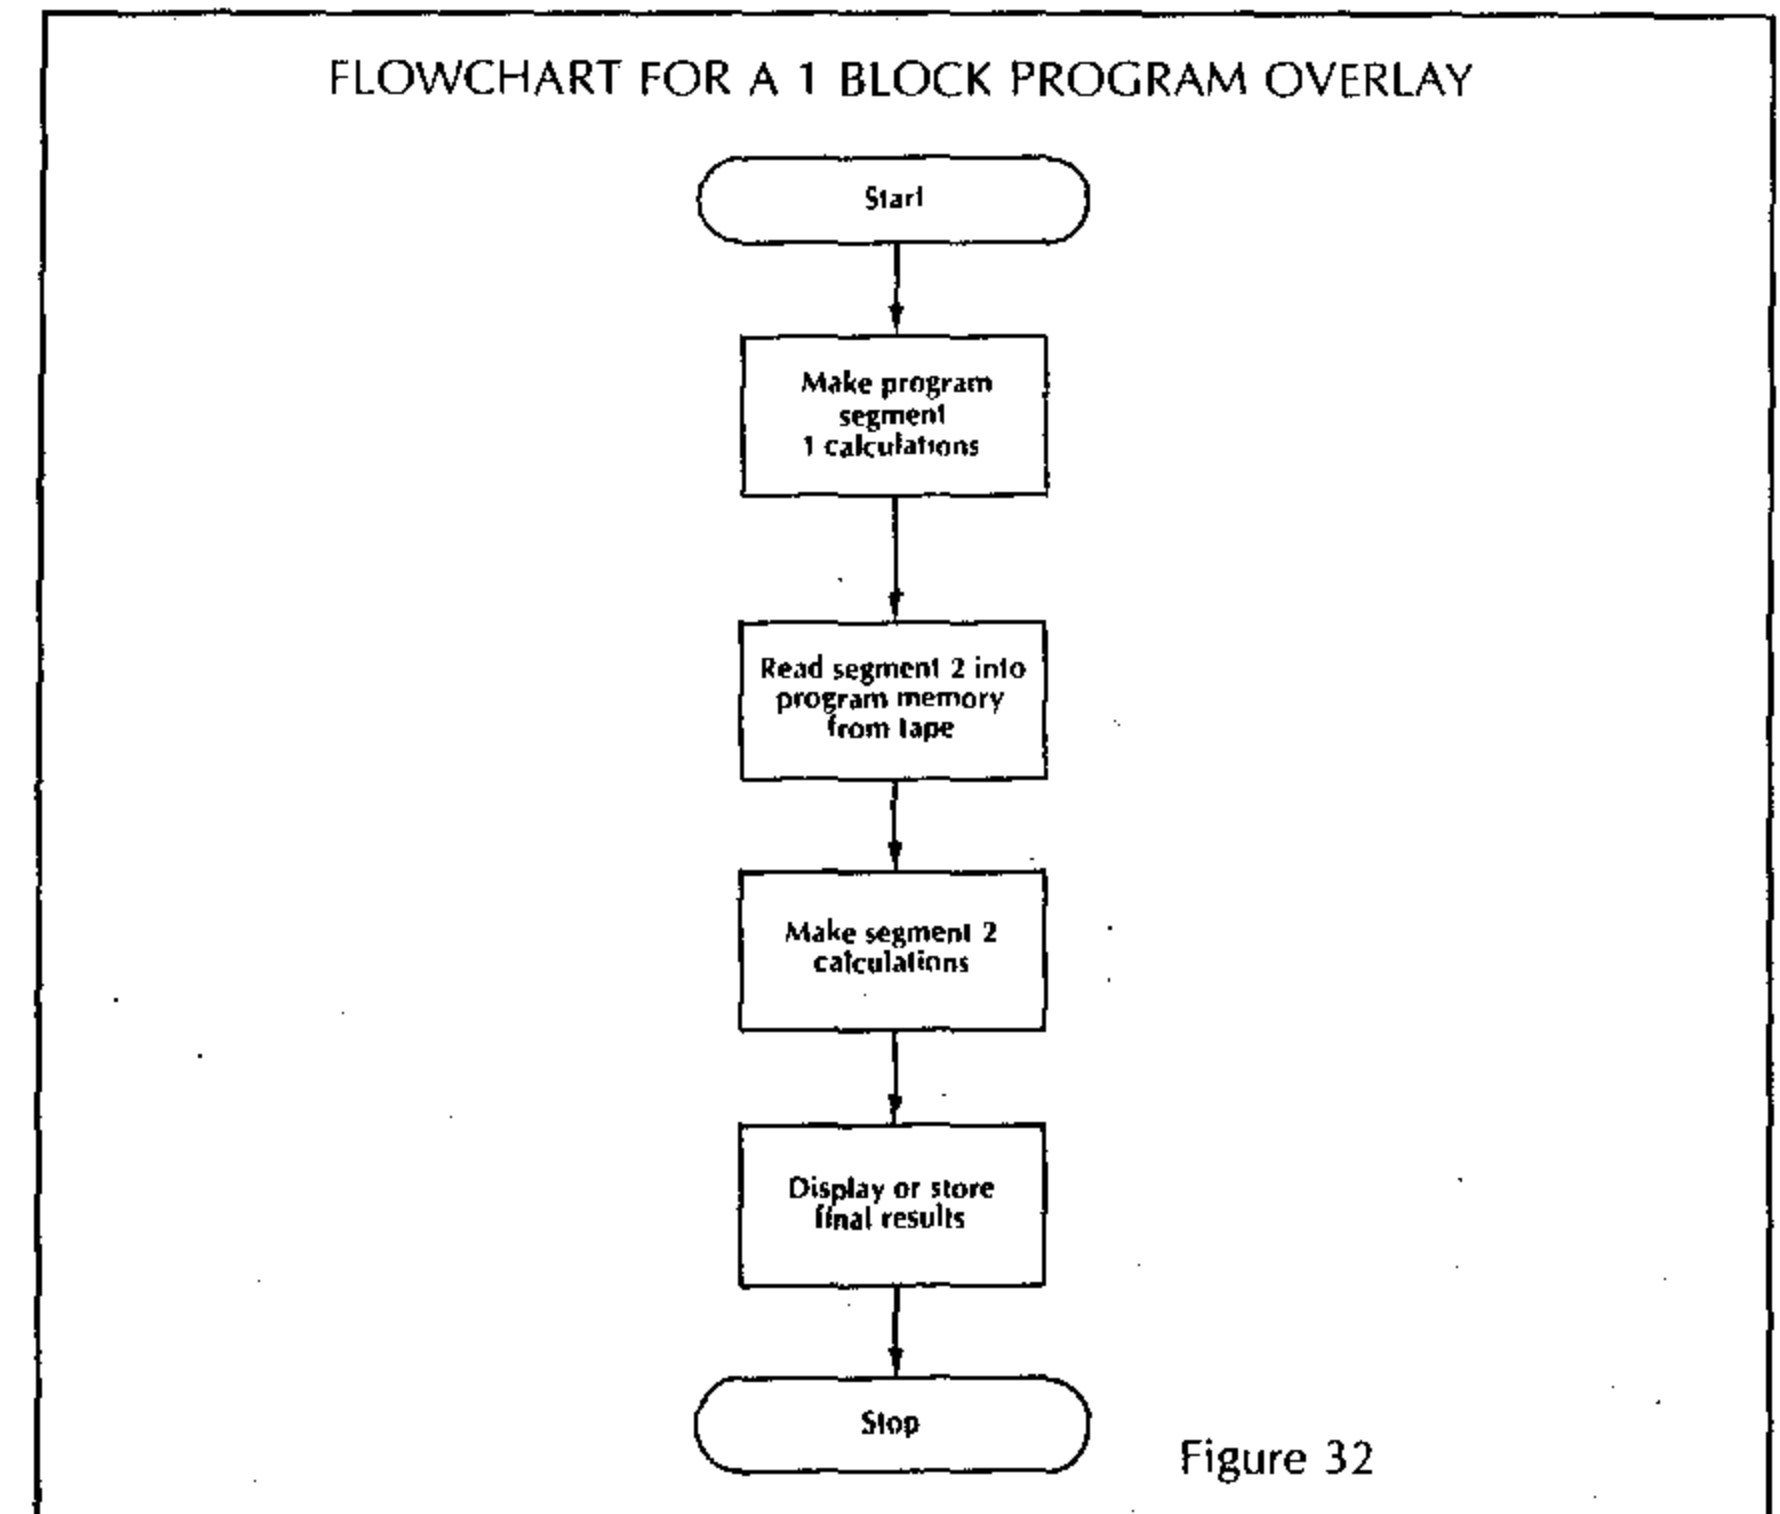 FLOWCHART FOR A 1 BLOCK PROGRAM OVERLAY
Start
Make program
segment
1 calculations
Read segment 2 into
program memory
from tape
Make segment 2
calculations
Display or store
final results
Stop
Figure 32